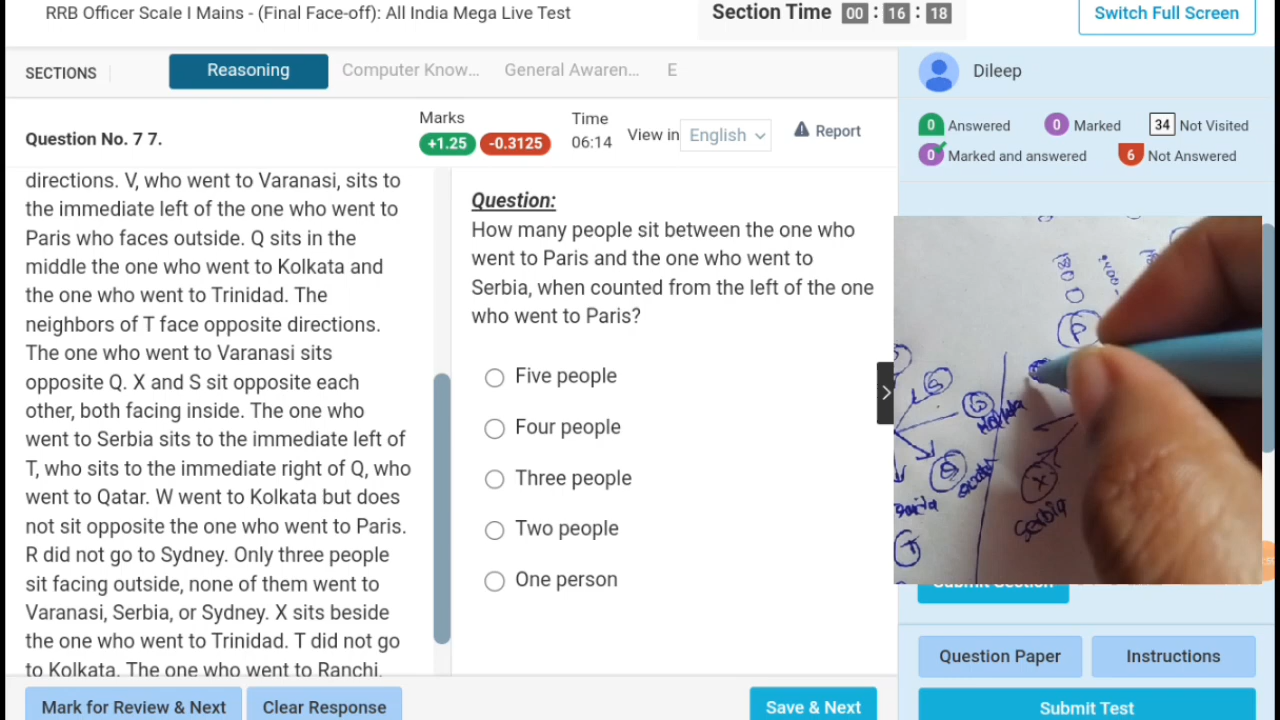 RRB Officer Scale I Mains - (Final Face-off): All India Mega Live Test
Section Time 00 : 16 : 18
Switch Full Screen
SECTIONS
Reasoning
Computer Know...
General Awaren...
E
Dileep
Question No. 7 7.
Marks
+1.25 -0.3125
Time
06:14
View in English
Report
0 Answered
0 Marked
34 Not Visited
0 Marked and answered
6 Not Answered
directions. V, who went to Varanasi, sits to
the immediate left of the one who went to
Paris who faces outside. Q sits in the
middle the one who went to Kolkata and
the one who went to Trinidad. The
neighbors of T face opposite directions.
The one who went to Varanasi sits
opposite Q. X and S sit opposite each
other, both facing inside. The one who
went to Serbia sits to the immediate left of
T, who sits to the immediate right of Q, who
went to Qatar. W went to Kolkata but does
not sit opposite the one who went to Paris.
R did not go to Sydney. Only three people
sit facing outside, none of them went to
Varanasi, Serbia, or Sydney. X sits beside
the one who went to Trinidad. T did not go
to Kolkata. The one who went to Ranchi,
Question:
How many people sit between the one who
went to Paris and the one who went to
Serbia, when counted from the left of the one
who went to Paris?
Five people
Four people
Three people
Two people
One person
S
X
Serbia
Submit Section
Question Paper
Instructions
Mark for Review & Next
Clear Response
Save & Next
Submit Test